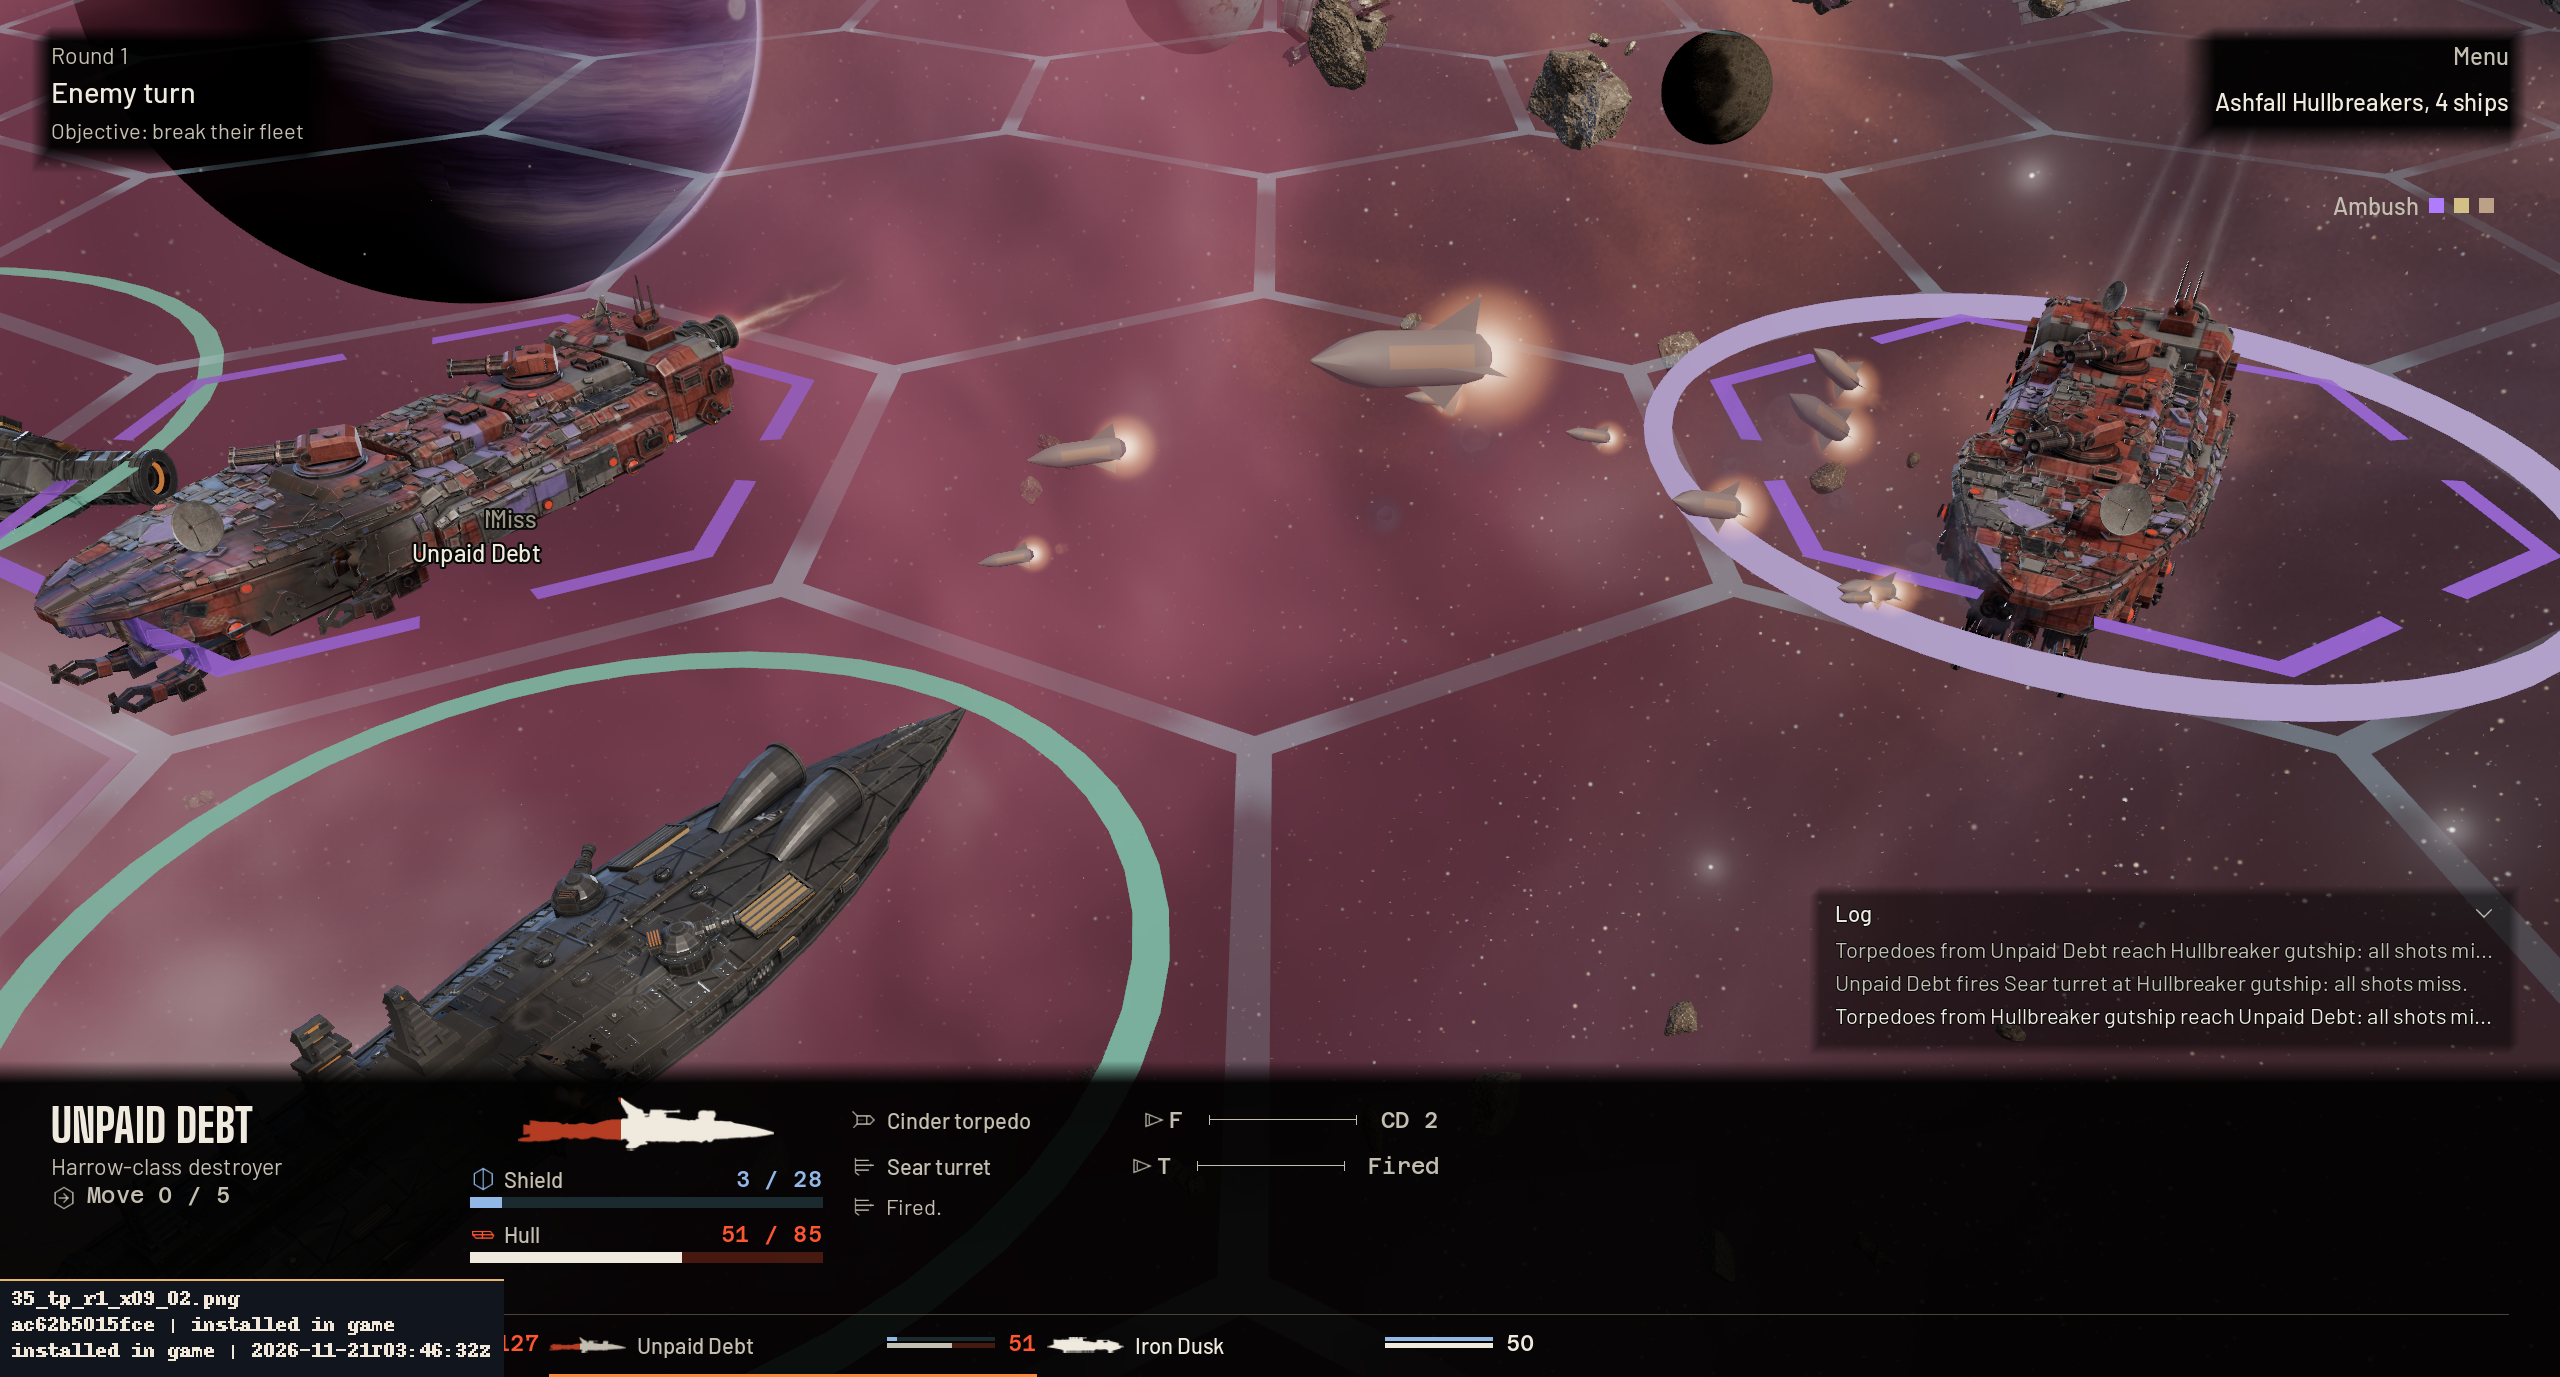 Round 1
Enemy turn
Objective: break their fleet
Menu
Ashfall Hullbreakers, 4 ships
Ambush
Miss
Unpaid Debt
Log
Torpedoes from Unpaid Debt reach Hullbreaker gutship: all shots mi...
Unpaid Debt fires Sear turret at Hullbreaker gutship: all shots miss.
Torpedoes from Hullbreaker gutship reach Unpaid Debt: all shots mi...
UNPAID DEBT
Harrow-class destroyer
Move 0 / 5
Shield 3 / 28
Hull 51 / 85
Cinder torpedo F CD 2
Sear turret T Fired
Fired.
35_tp_r1_x09_02.png
ac62b5015fce | installed in game
installed in game | 2026-11-21T03:46:32Z
127 Unpaid Debt 51 Iron Dusk 50